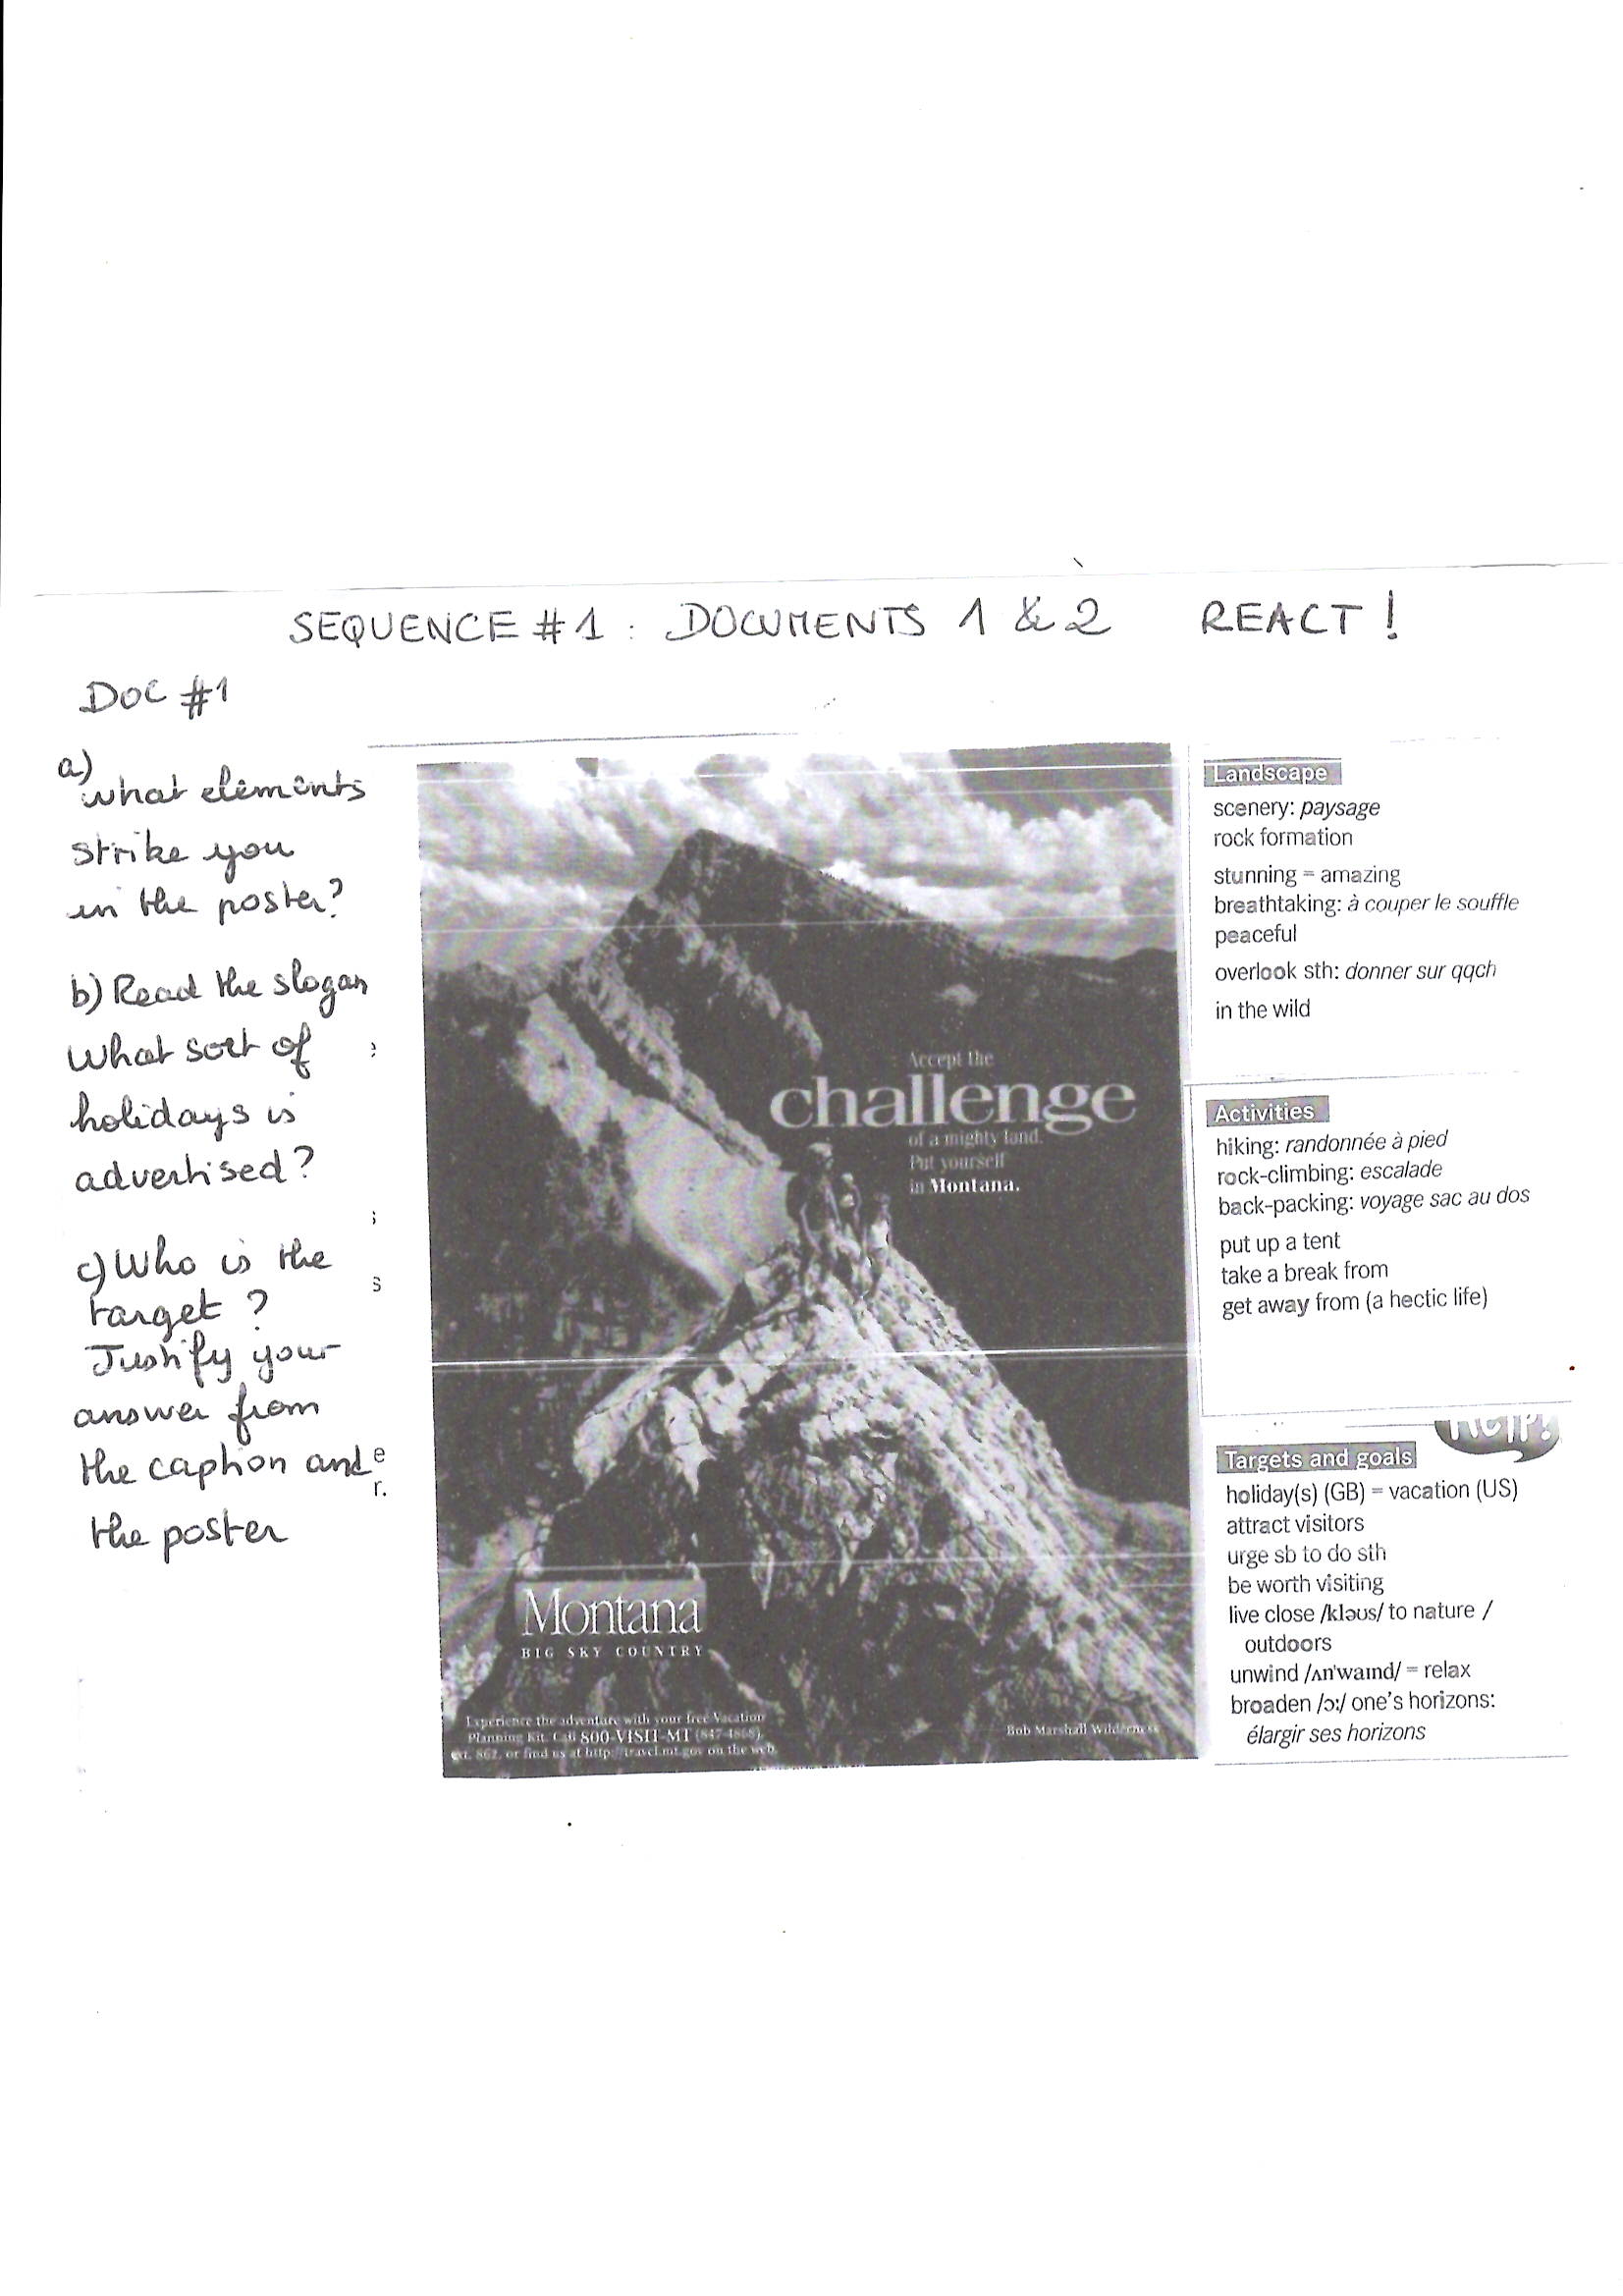 SEQUENCE #1 : DOCUMENTS 1 & 2 REACT !
DOC #1
a)
what elements
strike you
in the poster?
b) Read the slogan
What sort of
holidays is
advertised?
c) Who is the
target ?
Justify your
answer from
the caption and
the poster
e
r.
s
Accept the
challenge
of a mighty land.
Put yourself
in Montana.
Montana
BIG SKY COUNTRY
Experience the adventure with your free Vacation
Planning Kit. Call 800-VISIT-MT (847-4868),
ext. 862, or find us at http://travel.mt.gov on the web.
Bob Marshall Wilderness
Landscape
scenery: paysage
rock formation
stunning = amazing
breathtaking: à couper le souffle
peaceful
overlook sth: donner sur qqch
in the wild
Activities
hiking: randonnée à pied
rock-climbing: escalade
back-packing: voyage sac au dos
put up a tent
take a break from
get away from (a hectic life)
Help!
Targets and goals
holiday(s) (GB) = vacation (US)
attract visitors
urge sb to do sth
be worth visiting
live close /kləʊs/ to nature /
outdoors
unwind /ʌn'waɪnd/ = relax
broaden /ɔː/ one's horizons:
élargir ses horizons